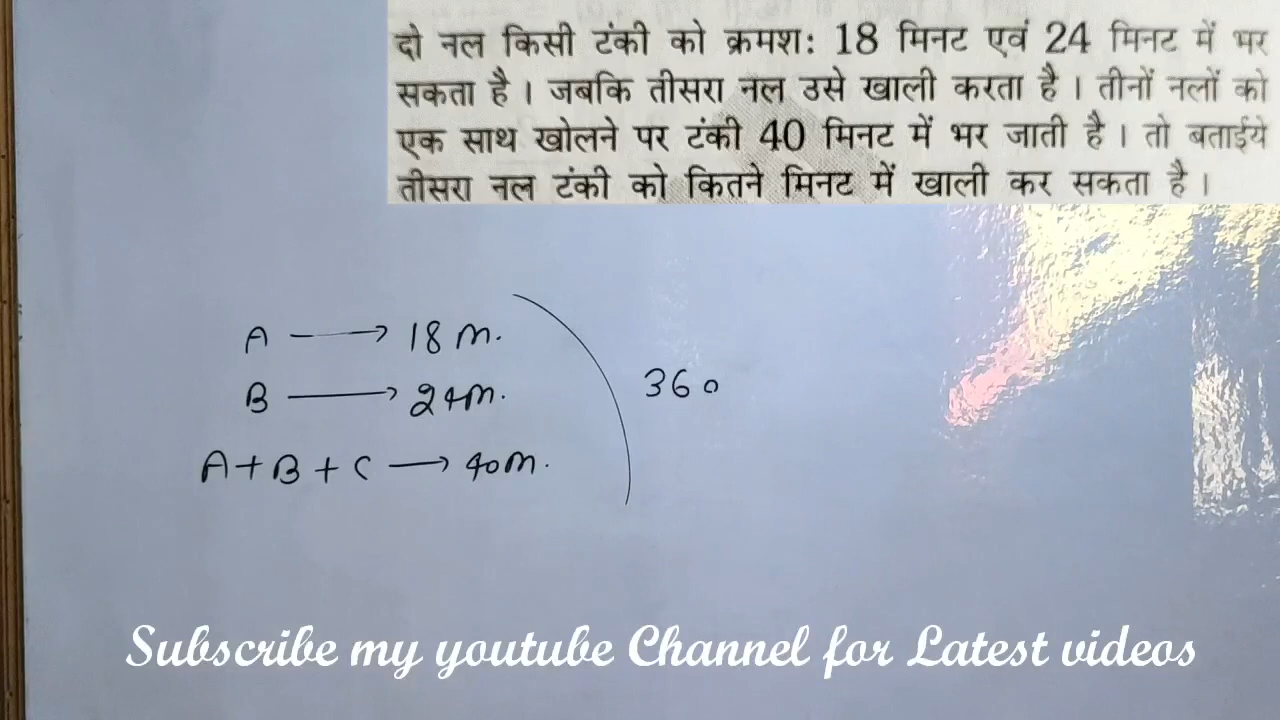 दो नल किसी टंकी को क्रमश: 18 मिनट एवं 24 मिनट में भर
सकता है । जबकि तीसरा नल उसे खाली करता है । तीनों नलों को
एक साथ खोलने पर टंकी 40 मिनट में भर जाती है । तो बताईये
तीसरा नल टंकी को कितने मिनट में खाली कर सकता है ।
A ⟶ 18 m.
B ⟶ 24m.
360
A+B+C ⟶ 40m.
Subscribe my youtube Channel for Latest videos